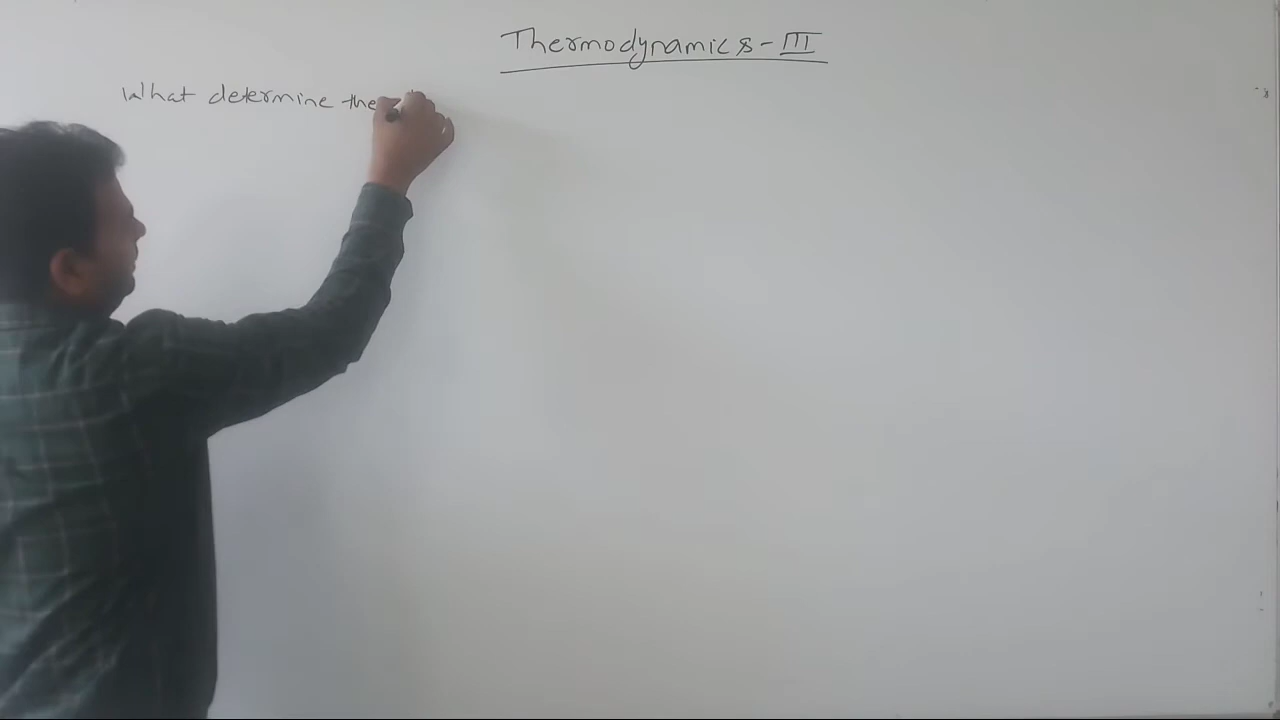 Thermodynamics - III
What determine the